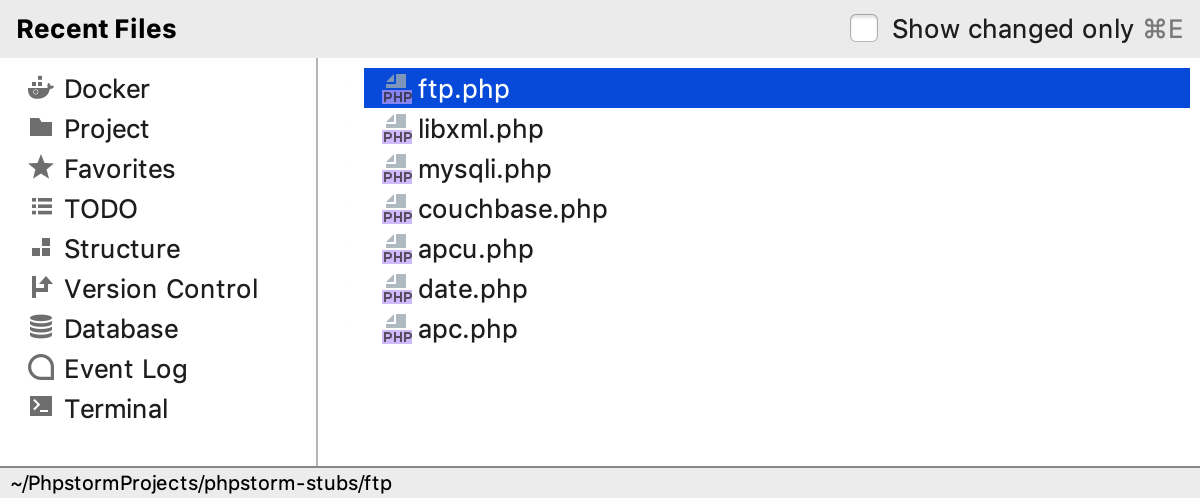 Recent Files
Show changed only ⌘E
Docker
Project
Favorites
TODO
Structure
Version Control
Database
Event Log
Terminal
PHP ftp.php
PHP libxml.php
PHP mysqli.php
PHP couchbase.php
PHP apcu.php
PHP date.php
PHP apc.php
~/PhpstormProjects/phpstorm-stubs/ftp